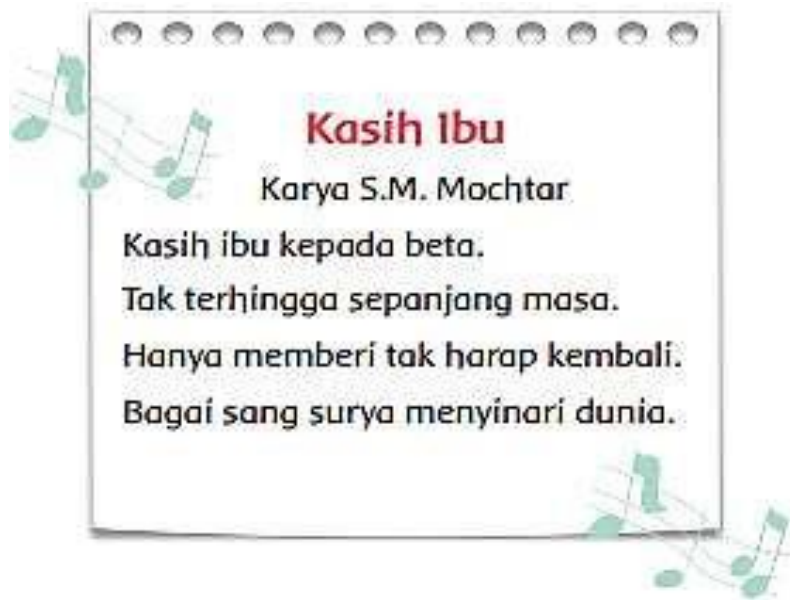 Kasih Ibu
Karya S.M. Mochtar
Kasih ibu kepada beta.
Tak terhingga sepanjang masa.
Hanya memberi tak harap kembali.
Bagai sang surya menyinari dunia.